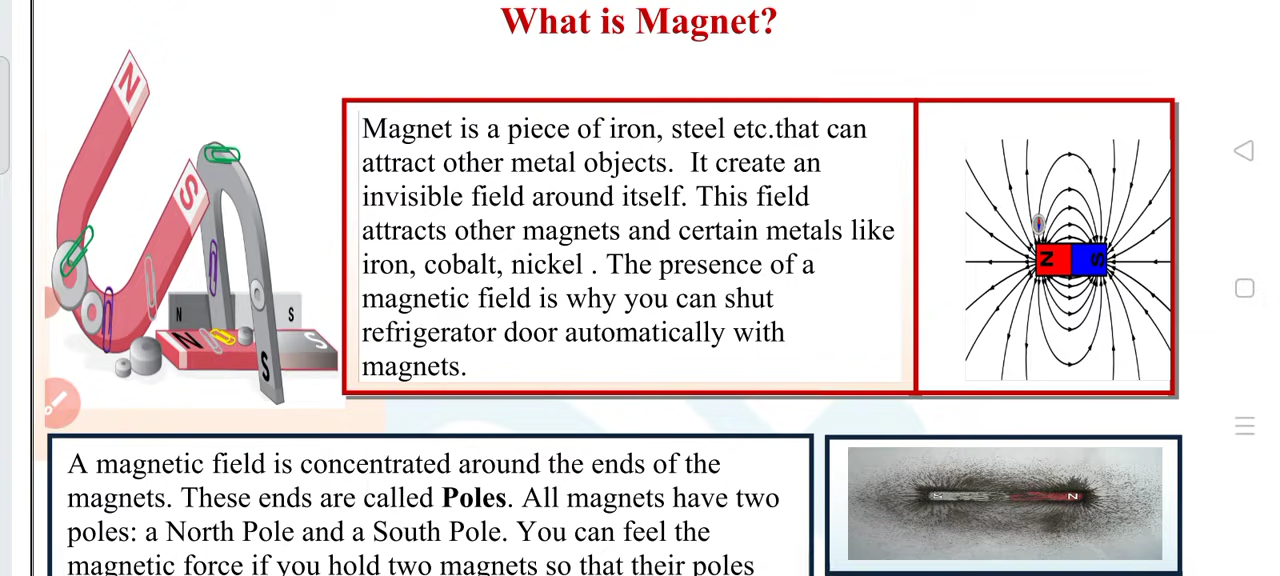 What is Magnet?
N
S
N
S
N
S
S
Magnet is a piece of iron, steel etc.that can
attract other metal objects.  It create an
invisible field around itself. This field
attracts other magnets and certain metals like
iron, cobalt, nickel . The presence of a
magnetic field is why you can shut
refrigerator door automatically with
magnets.
N
S
A magnetic field is concentrated around the ends of the
magnets. These ends are called Poles. All magnets have two
poles: a North Pole and a South Pole. You can feel the
magnetic force if you hold two magnets so that their poles
S
N